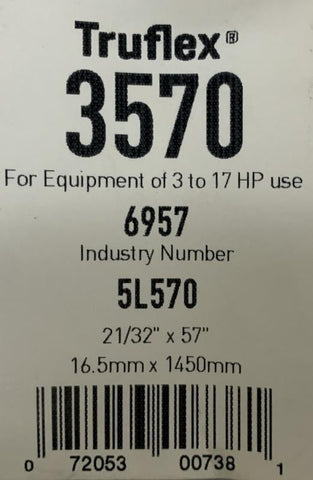 Truflex®
3570
For Equipment of 3 to 17 HP use
6957
Industry Number
5L570
21/32" x 57"
16.5mm x 1450mm
0 72053 00738 1